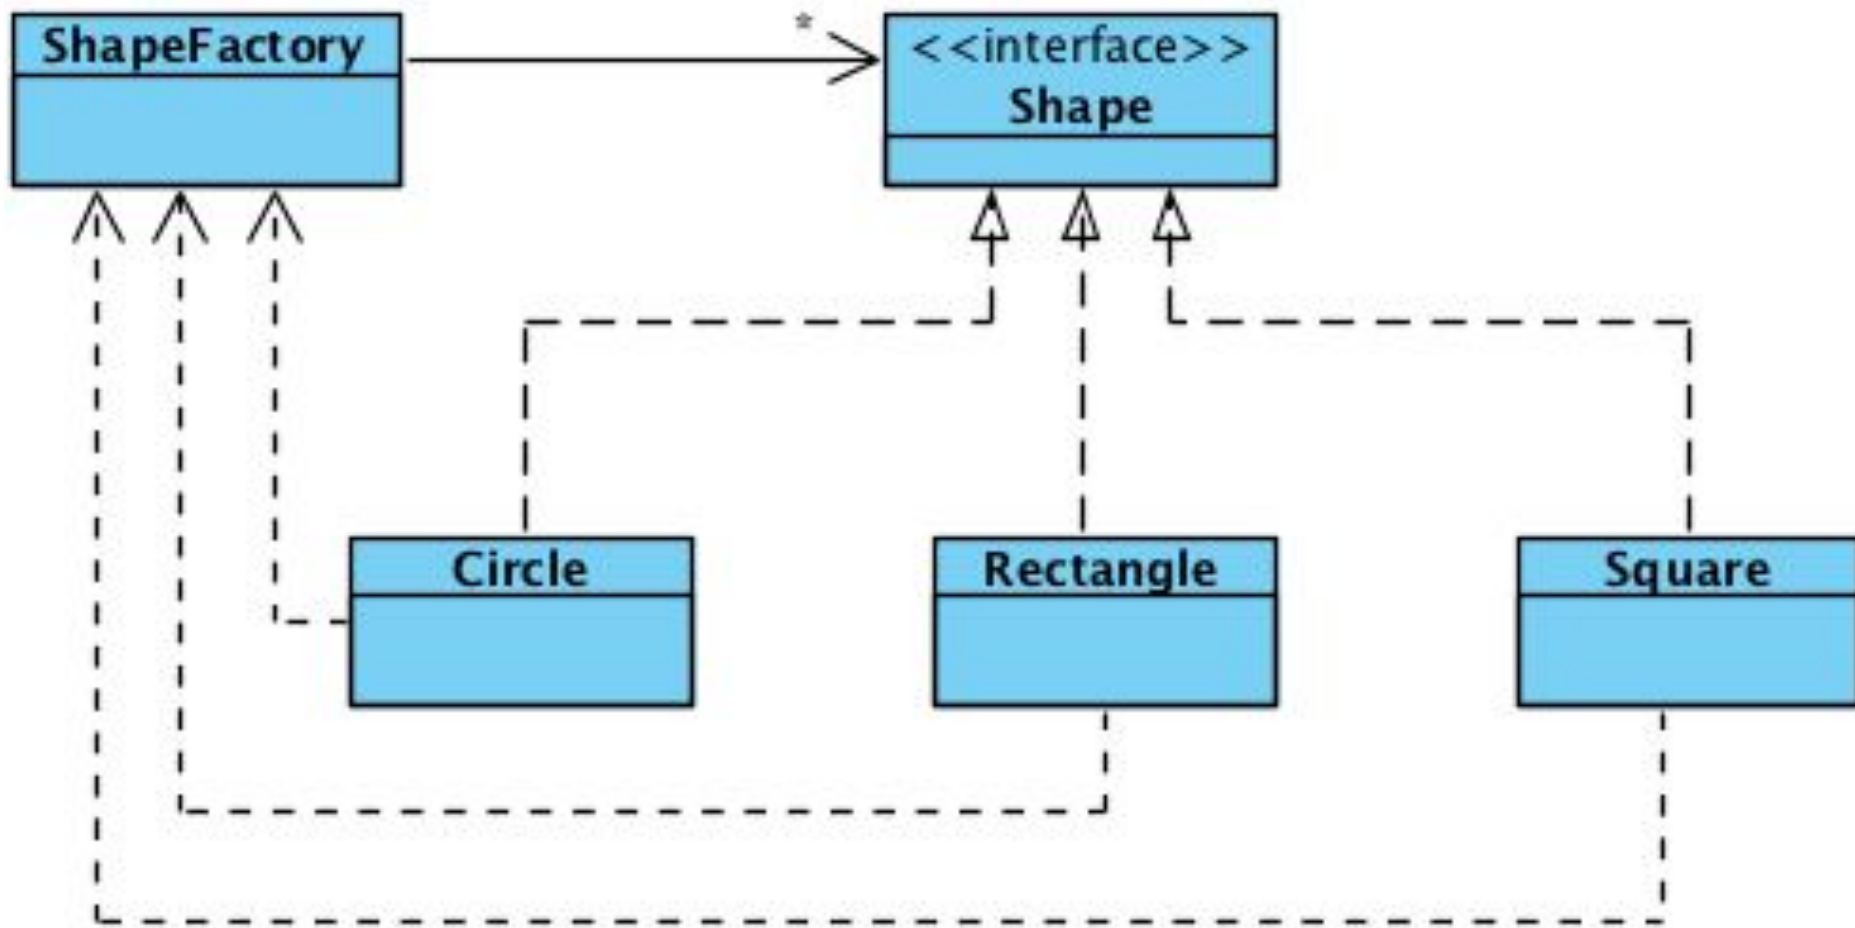 ShapeFactory
*
<<interface>>
Shape
Circle
Rectangle
Square